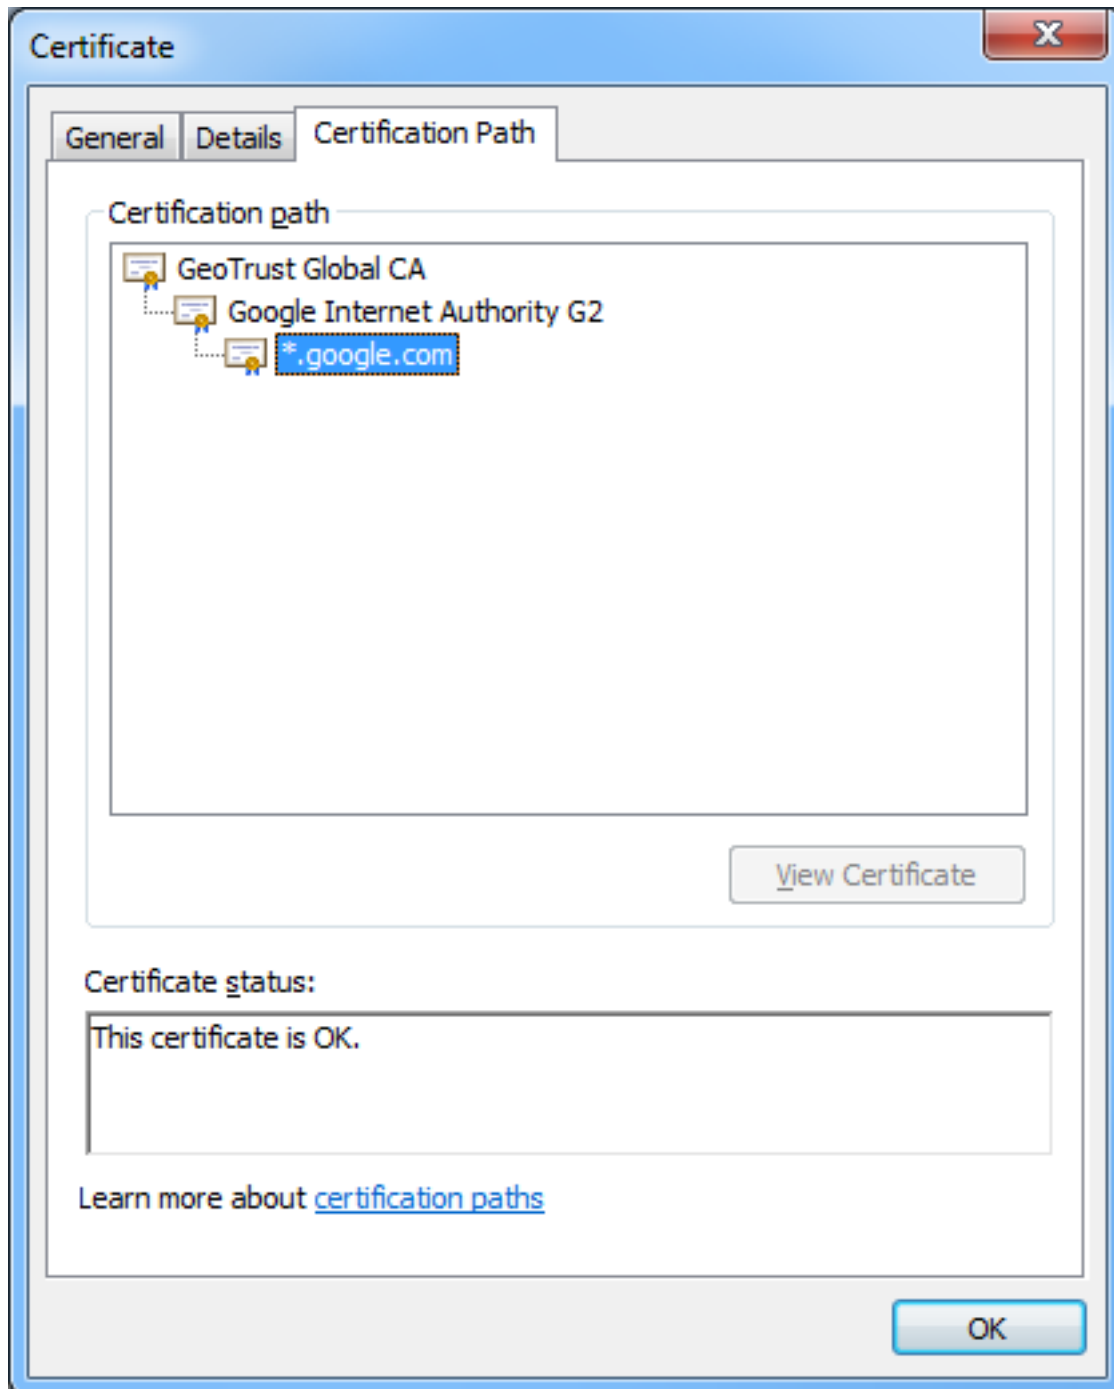 Certificate
General Details Certification Path
Certification path
GeoTrust Global CA
Google Internet Authority G2
*.google.com
View Certificate
Certificate status:
This certificate is OK.
Learn more about certification paths
OK